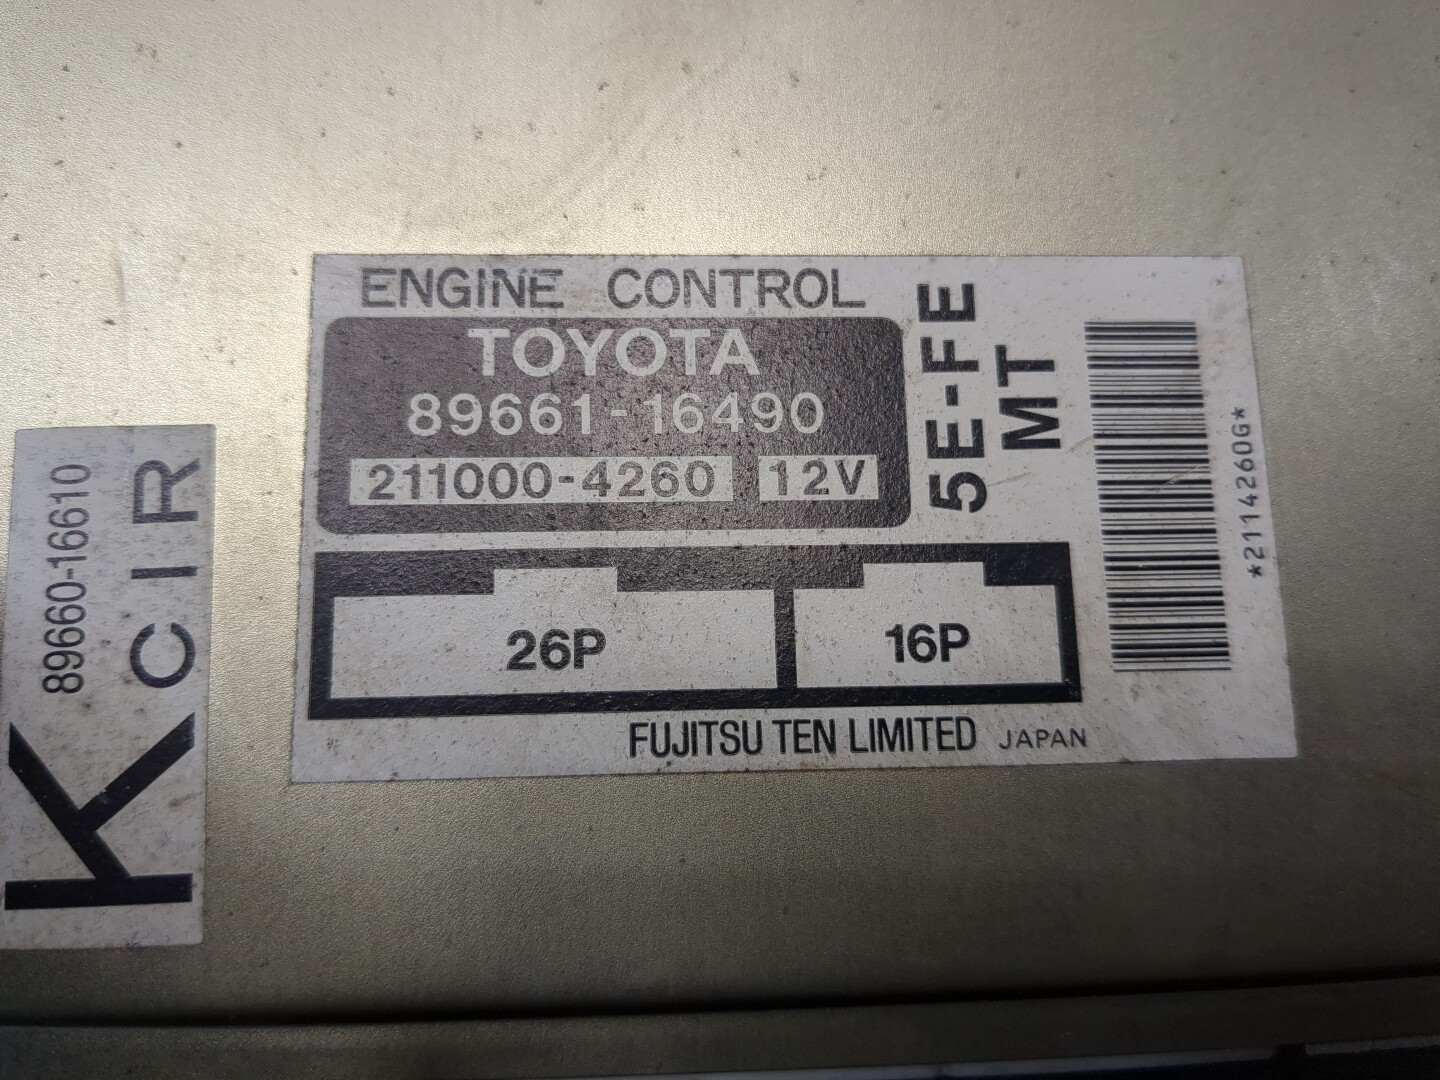 ENGINE CONTROL
TOYOTA
89661-16490
211000-4260 12V
5E-FE
MT
*2114260G*
26P 16P
FUJITSU TEN LIMITED JAPAN
89660-16610
K C I R